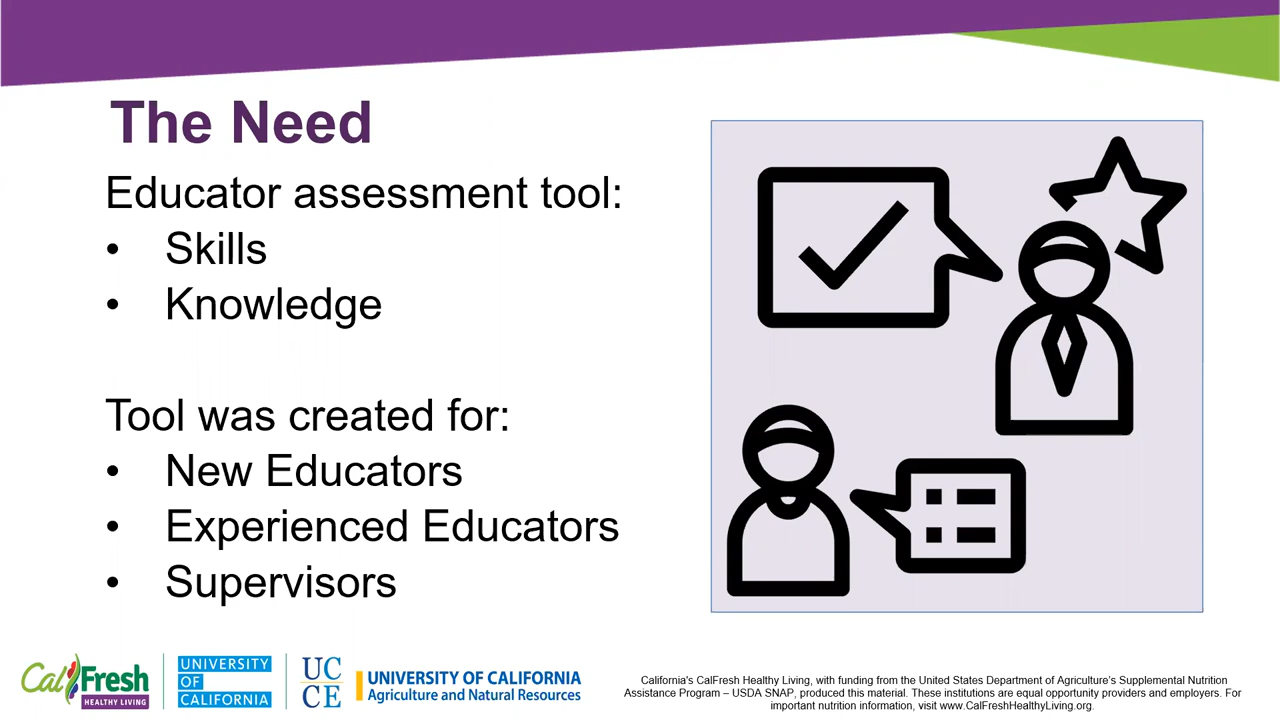 The Need
Educator assessment tool:
• Skills
• Knowledge
Tool was created for:
• New Educators
• Experienced Educators
• Supervisors
CalFresh
HEALTHY LIVING
UNIVERSITY
OF
CALIFORNIA
UC
CE
UNIVERSITY OF CALIFORNIA
Agriculture and Natural Resources
California's CalFresh Healthy Living, with funding from the United States Department of Agriculture's Supplemental Nutrition
Assistance Program – USDA SNAP, produced this material. These institutions are equal opportunity providers and employers. For
important nutrition information, visit www.CalFreshHealthyLiving.org.